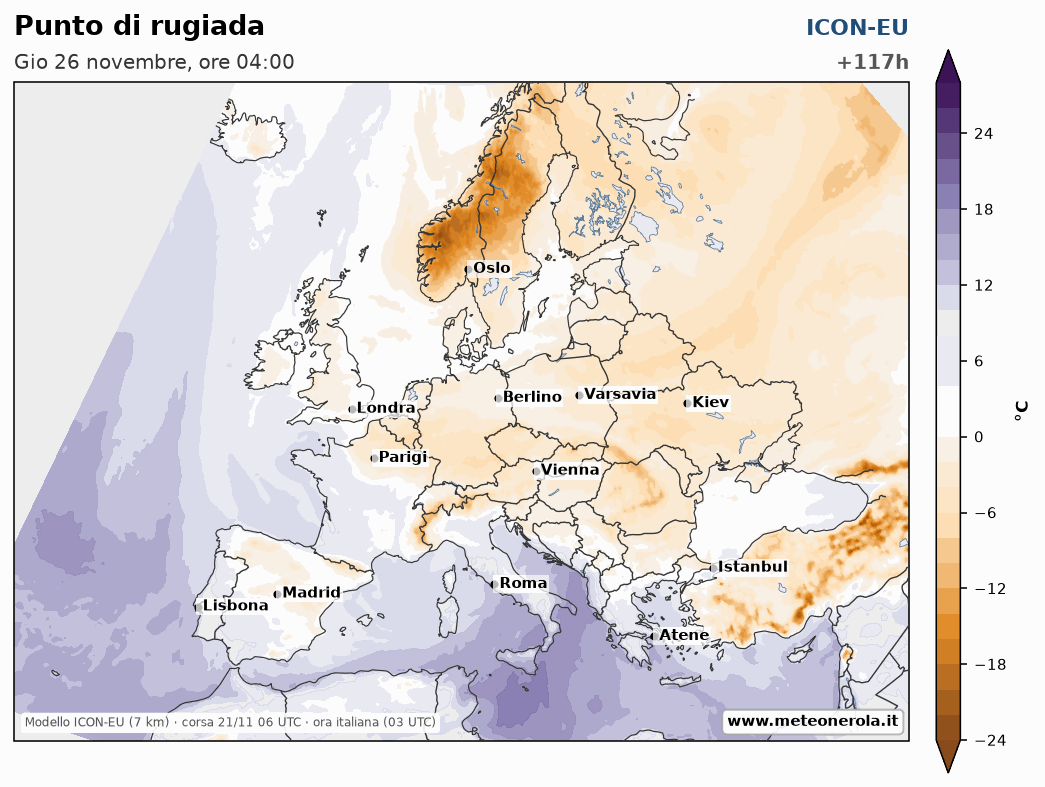 Punto di rugiada
ICON-EU
Gio 26 novembre, ore 04:00
+117h
Oslo
Berlino
Varsavia
Kiev
Londra
Parigi
Vienna
Istanbul
Roma
Madrid
Lisbona
Atene
Modello ICON-EU (7 km) · corsa 21/11 06 UTC · ora italiana (03 UTC)
www.meteonerola.it
24
18
12
6
0
−6
−12
−18
−24
°C